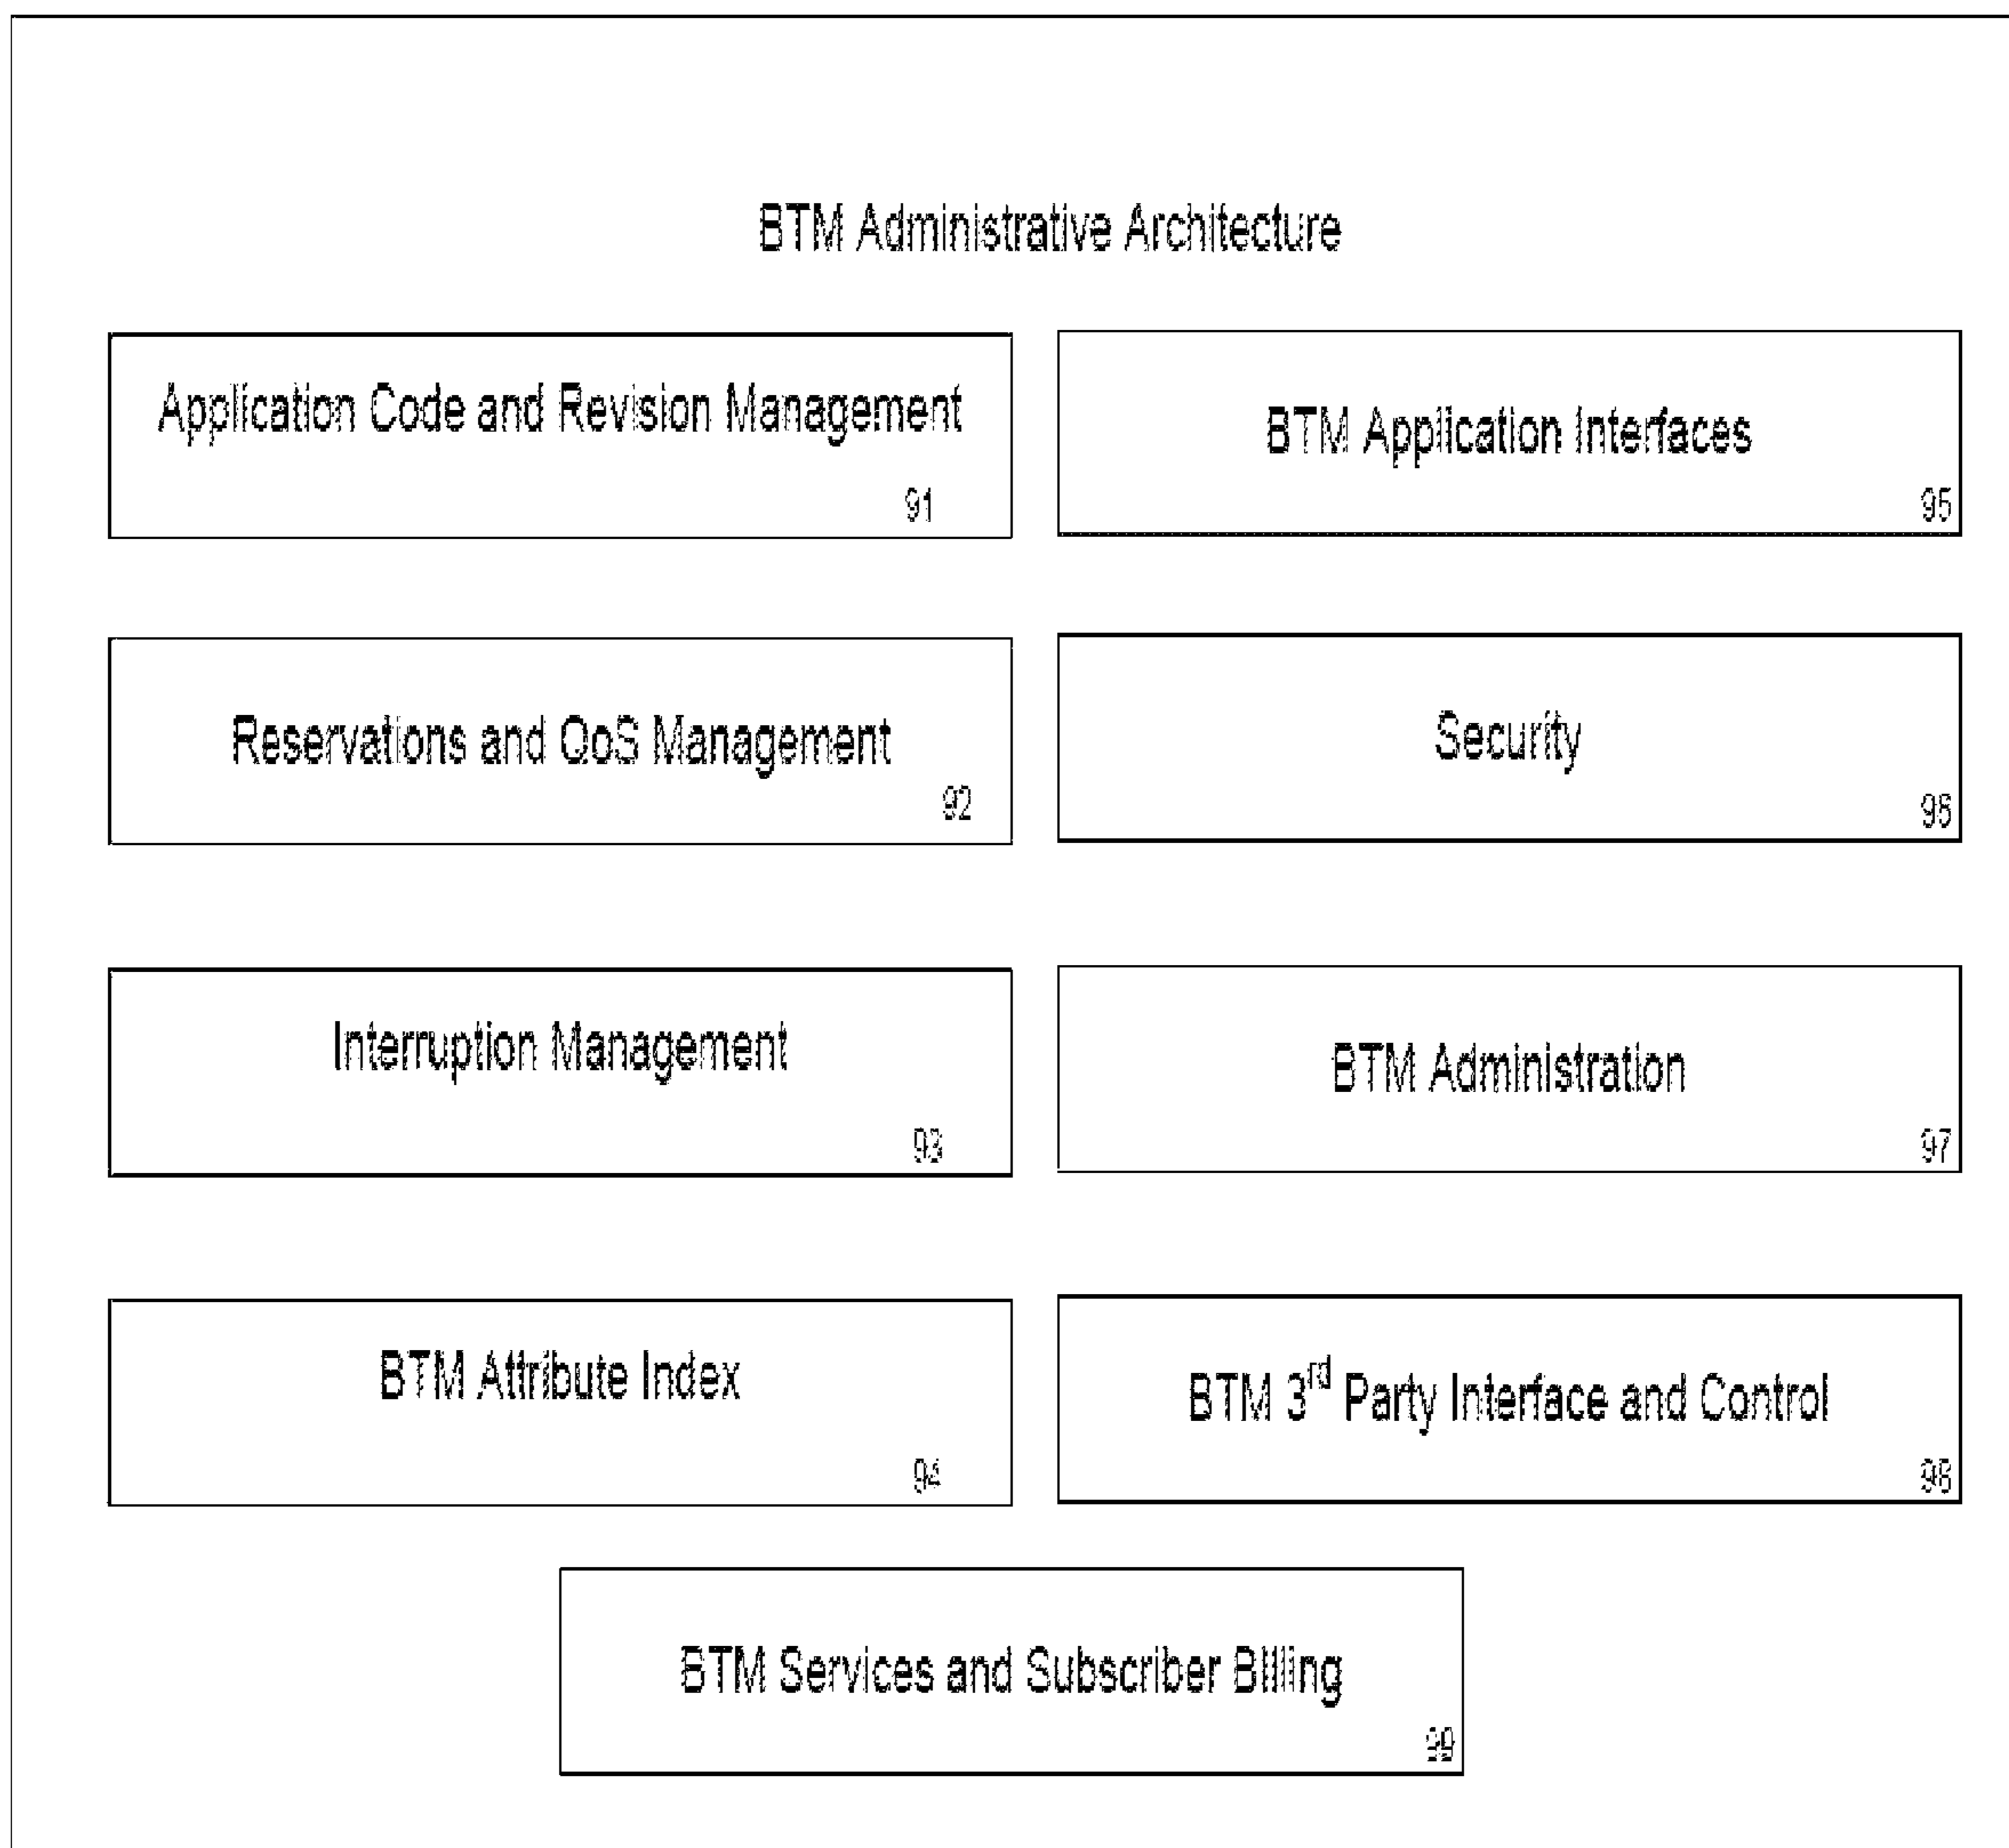 BTM Administrative Architecture
Application Code and Revision Management
91
BTM Application Interfaces
95
Reservations and QoS Management
92
Security
96
Interruption Management
93
BTM Administration
97
BTM Attribute Index
94
BTM 3rd Party Interface and Control
98
BTM Services and Subscriber Billing
99